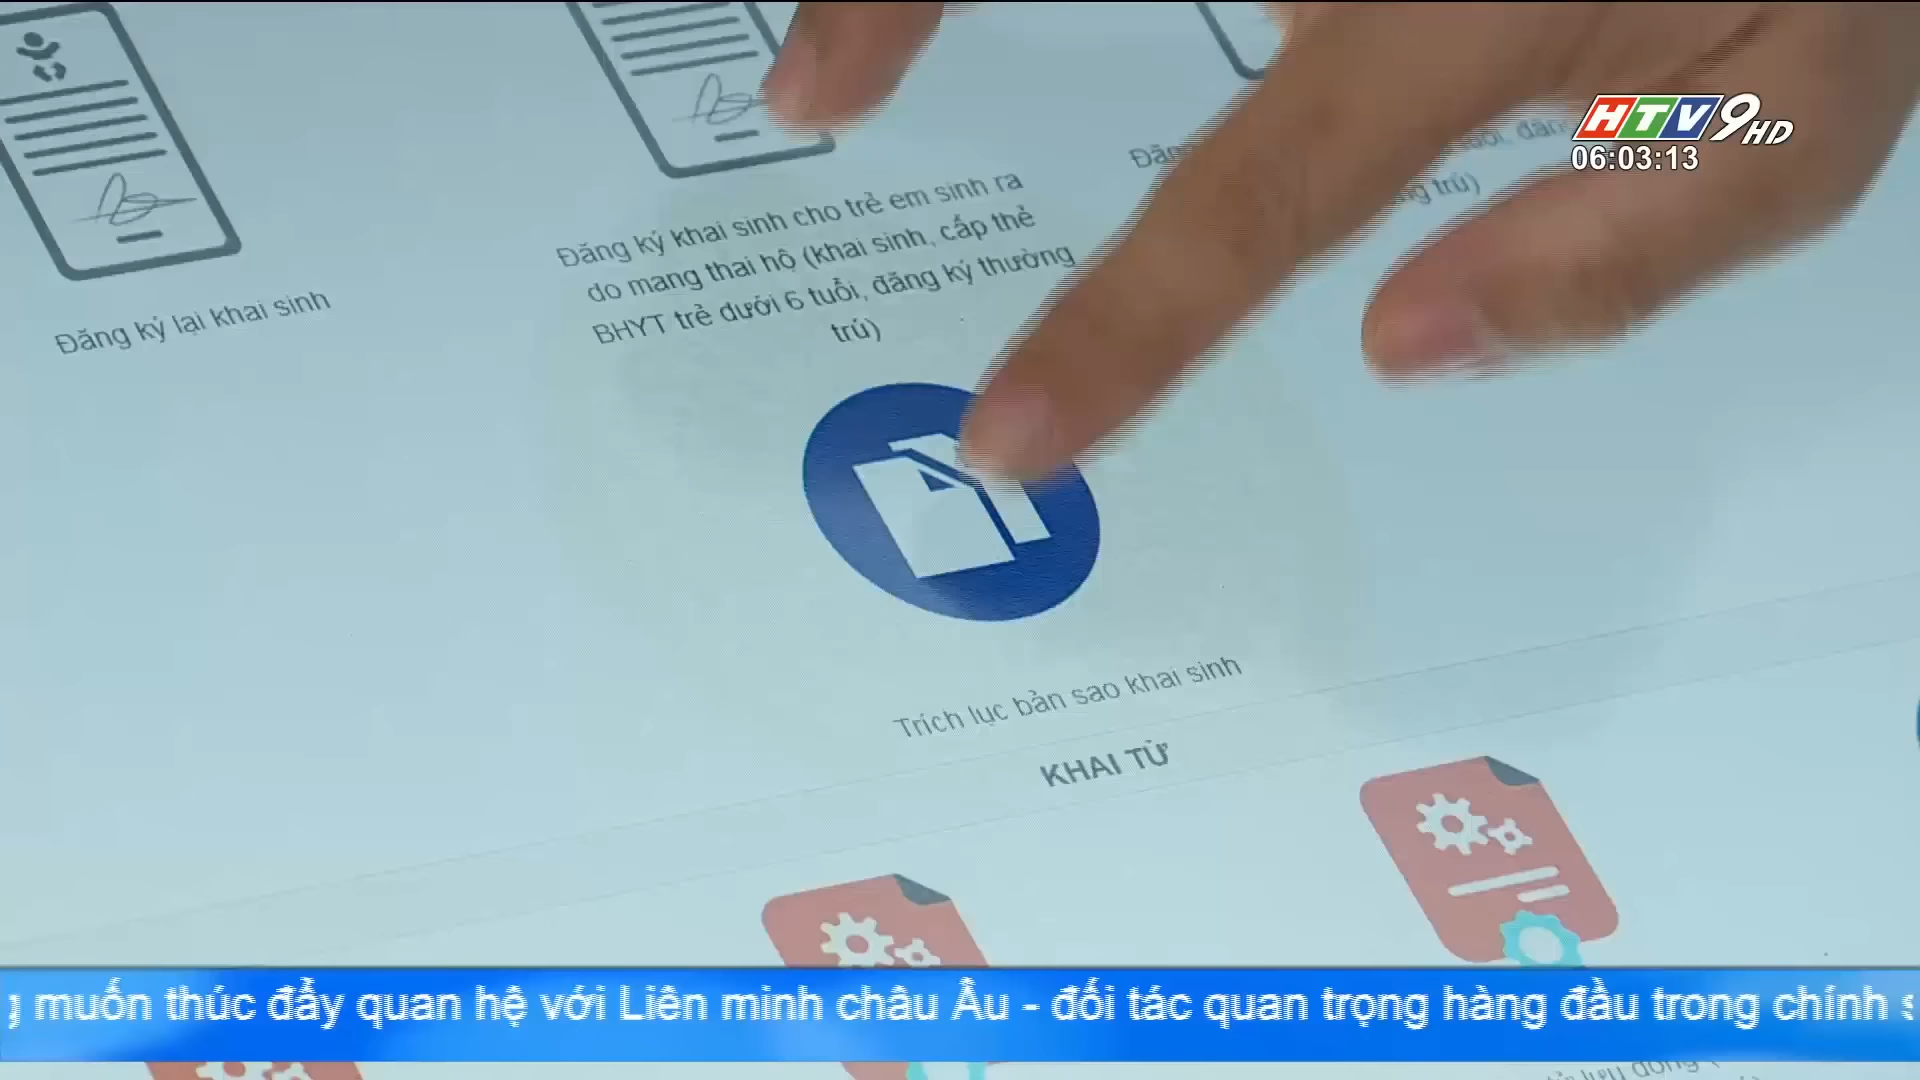 HTV9HD
06:03:13
Đăng ký lại khai sinh
Đăng ký khai sinh cho trẻ em sinh ra
do mang thai hộ (khai sinh, cấp thẻ
BHYT trẻ dưới 6 tuổi, đăng ký thường
trú)
trú)
Trích lục bản sao khai sinh
KHAI TỬ
muốn thúc đẩy quan hệ với Liên minh châu Âu - đối tác quan trọng hàng đầu trong chính
lưu động